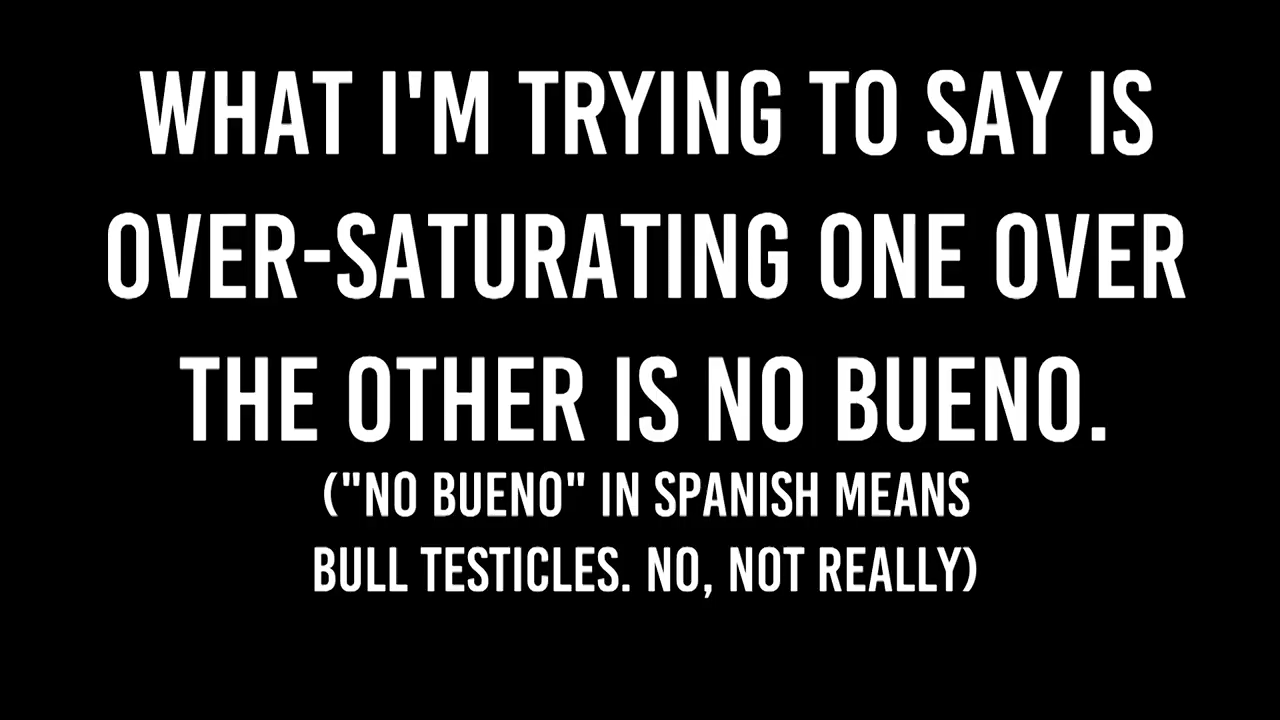 WHAT I'M TRYING TO SAY IS
OVER-SATURATING ONE OVER
THE OTHER IS NO BUENO.
("NO BUENO" IN SPANISH MEANS
BULL TESTICLES. NO, NOT REALLY)